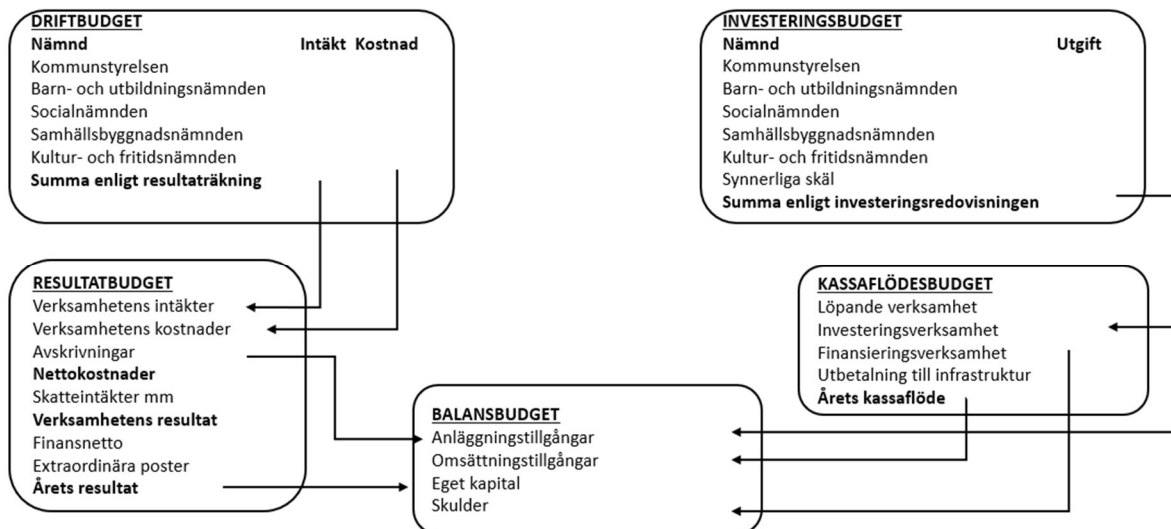 DRIFTBUDGET
Nämnd Intäkt Kostnad
Kommunstyrelsen
Barn- och utbildningsnämnden
Socialnämnden
Samhällsbyggnadsnämnden
Kultur- och fritidsnämnden
Summa enligt resultaträkning
INVESTERINGSBUDGET
Nämnd Utgift
Kommunstyrelsen
Barn- och utbildningsnämnden
Socialnämnden
Samhällsbyggnadsnämnden
Kultur- och fritidsnämnden
Synnerliga skäl
Summa enligt investeringsredovisningen
RESULTATBUDGET
Verksamhetens intäkter
Verksamhetens kostnader
Avskrivningar
Nettokostnader
Skatteintäkter mm
Verksamhetens resultat
Finansnetto
Extraordinära poster
Årets resultat
KASSAFLÖDESBUDGET
Löpande verksamhet
Investeringsverksamhet
Finansieringsverksamhet
Utbetalning till infrastruktur
Årets kassaflöde
BALANSBUDGET
Anläggningstillgångar
Omsättningstillgångar
Eget kapital
Skulder